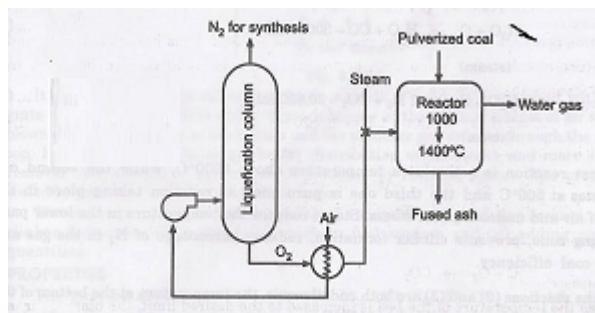 N₂ for synthesis
Pulverized coal
Steam
Liquefication column
Reactor
1000
1400°C
Water gas
Air
O₂
Fused ash